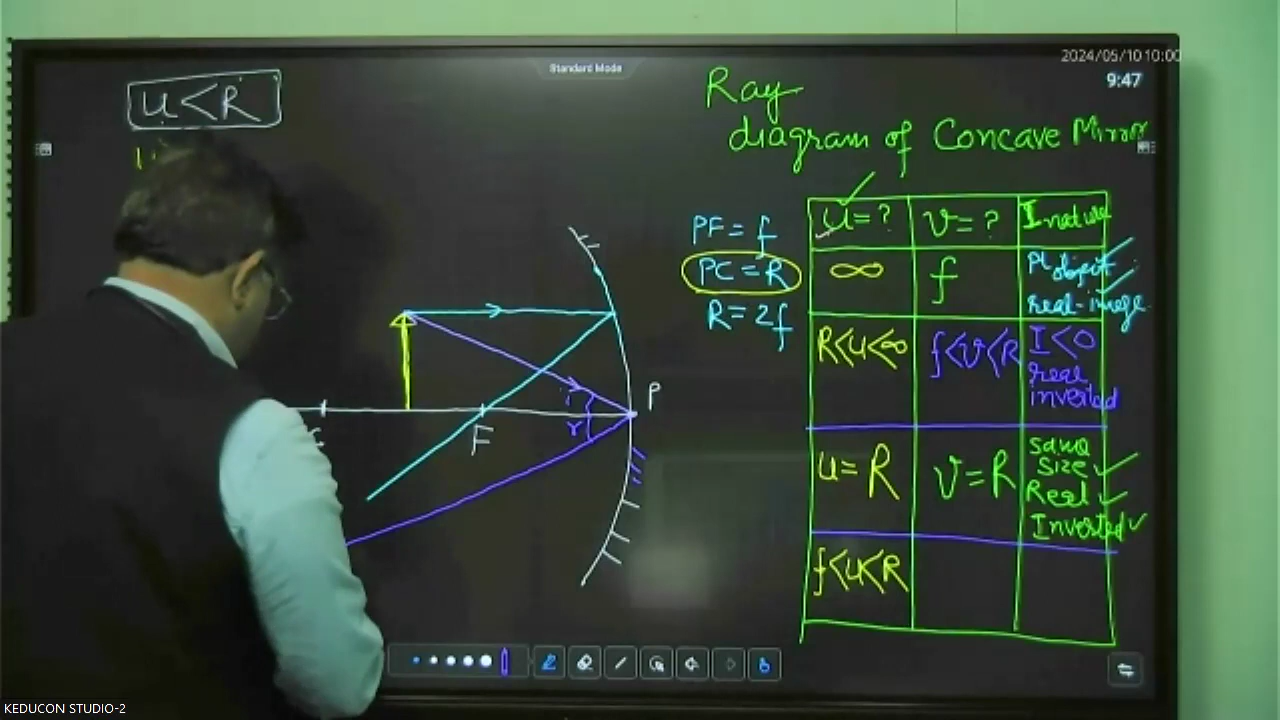 2024/05/10 10:00
Standard Mode
9:47
u<R
Ray
diagram of Concave Mirror
PF = f
PC = R
R = 2f
u = ? v = ? I nature
∞ f Pt object
real-image
R<u<∞ f<v<R I<0
real
inverted
u = R v = R same
size
Real
Inverted
f<u<R
P
F
i
r
KEDUCON STUDIO-2